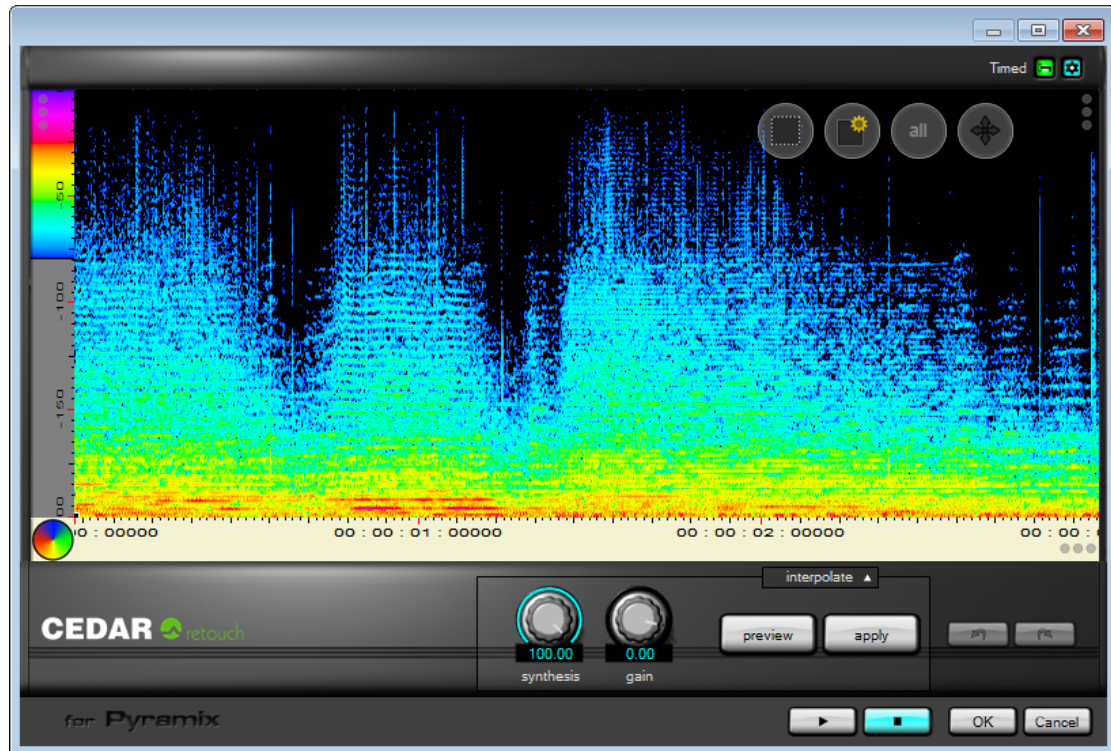 Timed
all
-50
-100
-150
00 : 00000
00 : 00 : 01 : 00000
00 : 00 : 02 : 00000
00 : 00 :
interpolate ▲
CEDAR retouch
preview
apply
100.00
0.00
synthesis
gain
for Pyramix
OK
Cancel